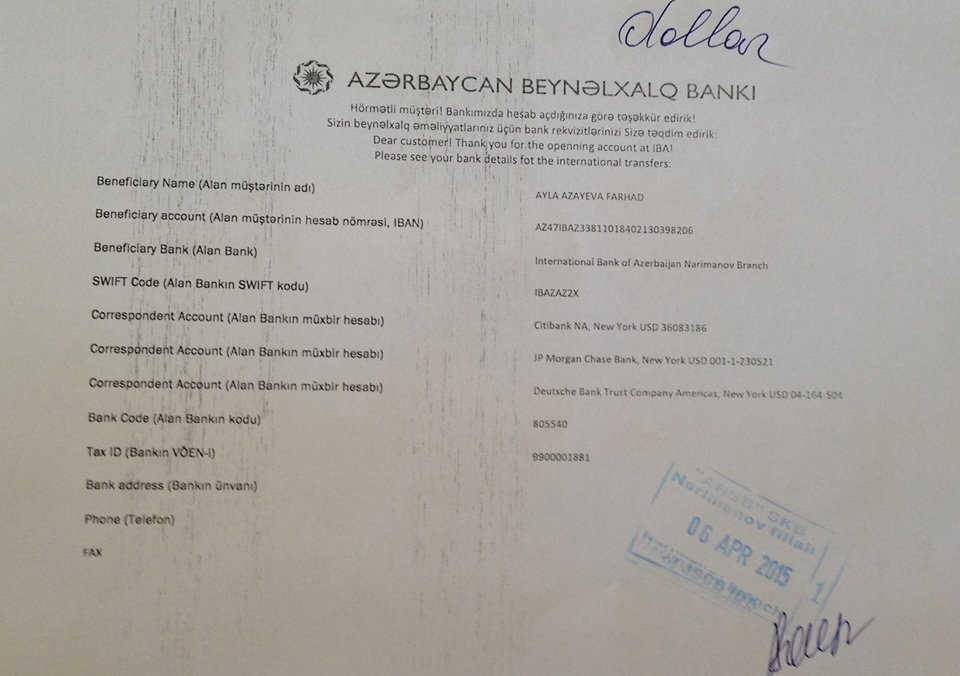 dollar
AZƏRBAYCAN BEYNƏLXALQ BANKI
Hörmətli müştəri! Bankımızda hesab açdığınıza görə təşəkkür edirik!
Sizin beynəlxalq əməliyyatlarınız üçün bank rekvizitlərinizi Sizə təqdim edirik:
Dear customer! Thank you for the openning account at IBA!
Please see your bank details fot the international transfers:
Beneficiary Name (Alan müştərinin adı) AYLA AZAYEVA FARHAD
Beneficiary account (Alan müştərinin hesab nömrəsi, IBAN) AZ47IBAZ33811018402130398206
Beneficiary Bank (Alan Bank) International Bank of Azerbaijan Narimanov Branch
SWIFT Code (Alan Bankın SWIFT kodu) IBAZAZ2X
Correspondent Account (Alan Bankın müxbir hesabı) Citibank NA, New York USD 36083186
Correspondent Account (Alan Bankın müxbir hesabı) JP Morgan Chase Bank, New York USD 001-1-230521
Correspondent Account (Alan Bankın müxbir hesabı) Deutsche Bank Trust Company Americas, New York USD 04-164-504
Bank Code (Alan Bankın kodu) 805540
Tax ID (Bankın VÖEN-i) 9900001881
Bank address (Bankın ünvanı)
Phone (Telefon)
FAX
"ARBB" SKB
Nərimanov filialı
06 APR 2015
1